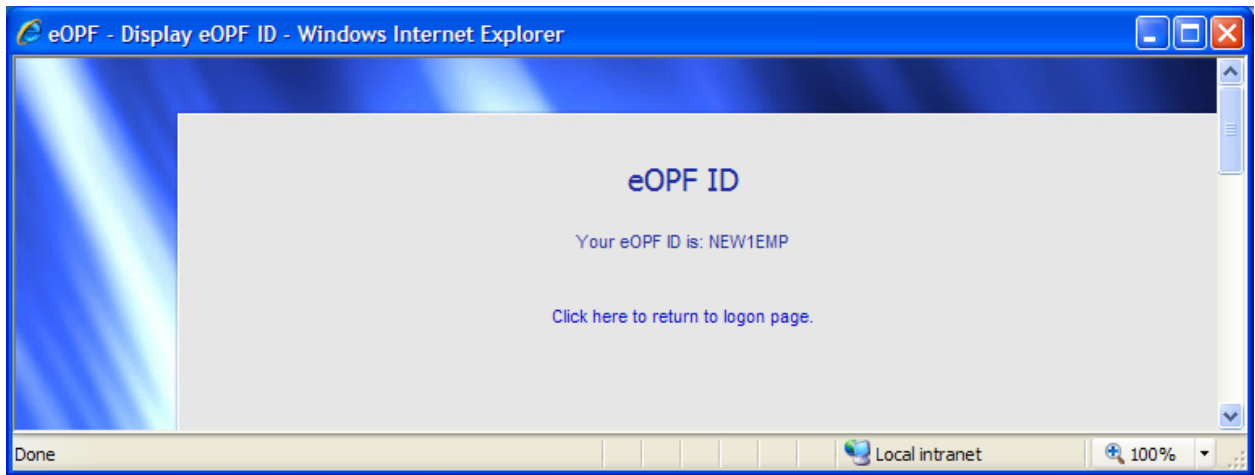 eOPF - Display eOPF ID - Windows Internet Explorer
eOPF ID
Your eOPF ID is: NEW1EMP
Click here to return to logon page.
Done
Local intranet
100%